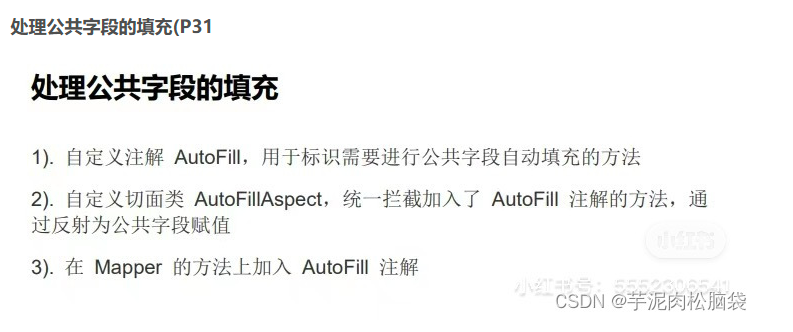 处理公共字段的填充(P31
处理公共字段的填充
1). 自定义注解 AutoFill，用于标识需要进行公共字段自动填充的方法
2). 自定义切面类 AutoFillAspect，统一拦截加入了 AutoFill 注解的方法，通
过反射为公共字段赋值
小红书
3). 在 Mapper 的方法上加入 AutoFill 注解
小红书号：5552306541
CSDN @芋泥肉松脑袋